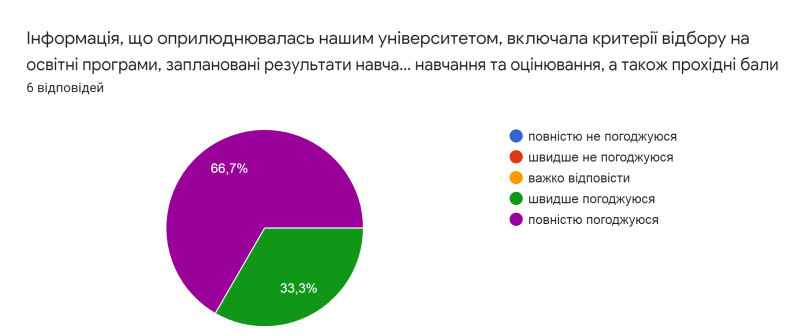 Інформація, що оприлюднювалась нашим університетом, включала критерії відбору на
освітні програми, заплановані результати навча... навчання та оцінювання, а також прохідні бали
6 відповідей
66,7%
33,3%
повністю не погоджуюся
швидше не погоджуюся
важко відповісти
швидше погоджуюся
повністю погоджуюся